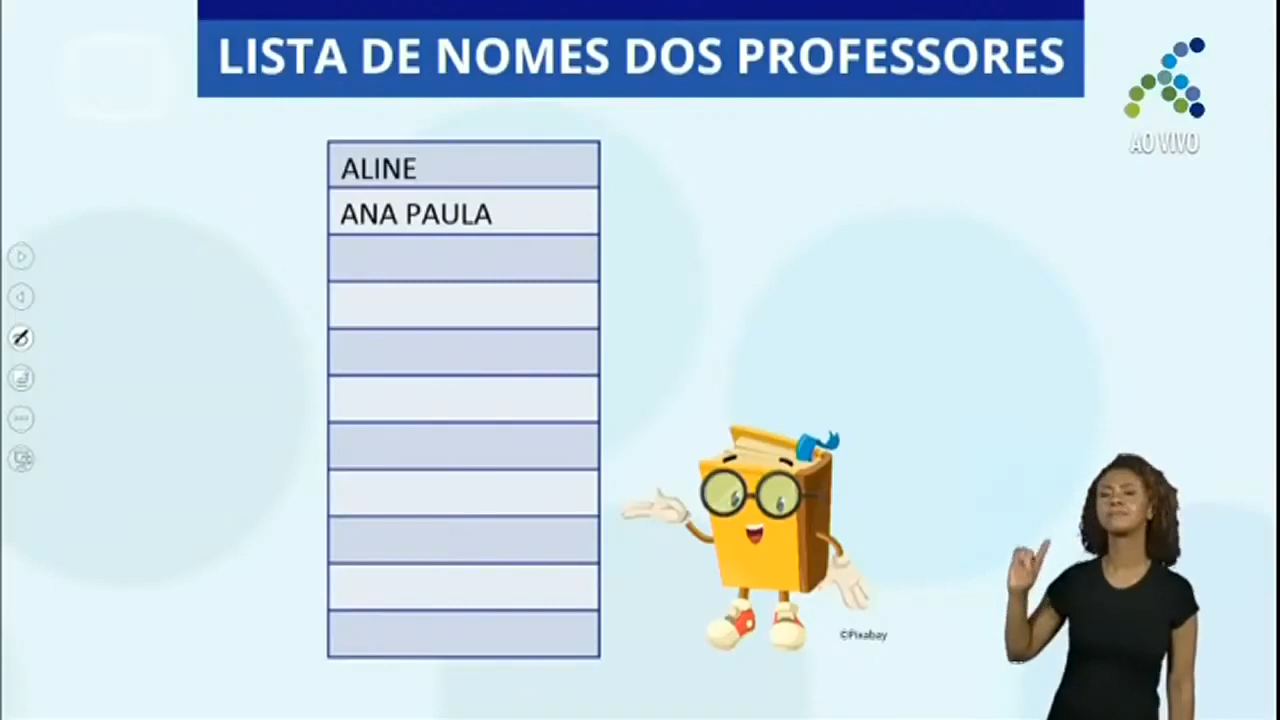 LISTA DE NOMES DOS PROFESSORES
AO VIVO
ALINE
ANA PAULA
©Pixabay